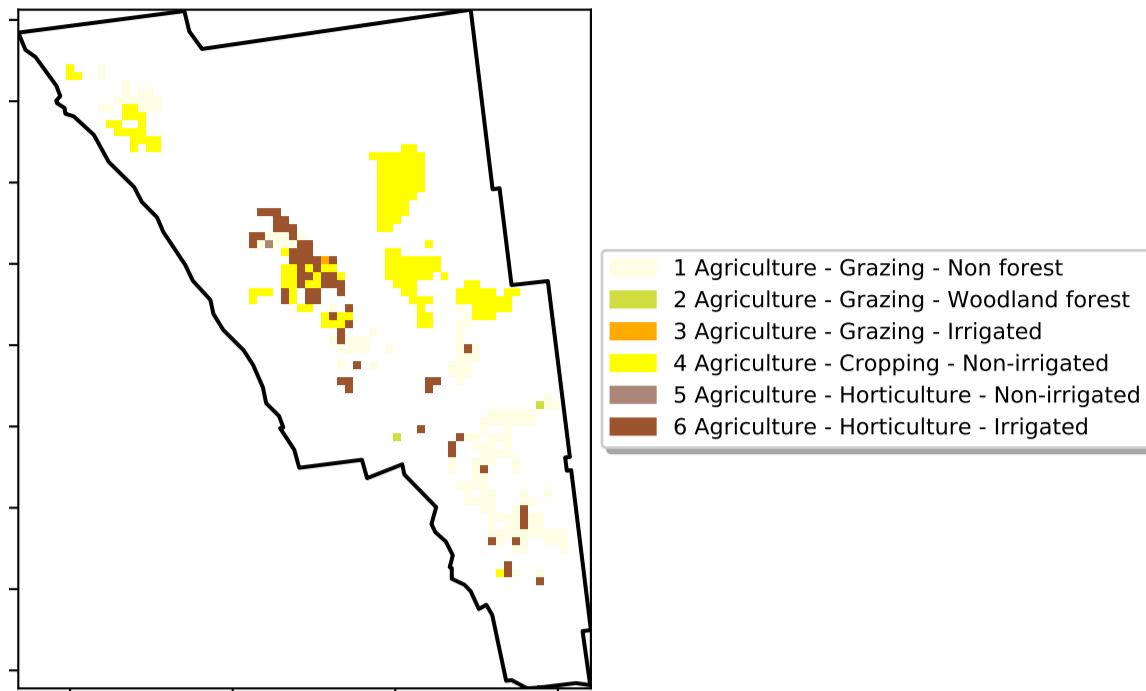 1 Agriculture - Grazing - Non forest
2 Agriculture - Grazing - Woodland forest
3 Agriculture - Grazing - Irrigated
4 Agriculture - Cropping - Non-irrigated
5 Agriculture - Horticulture - Non-irrigated
6 Agriculture - Horticulture - Irrigated